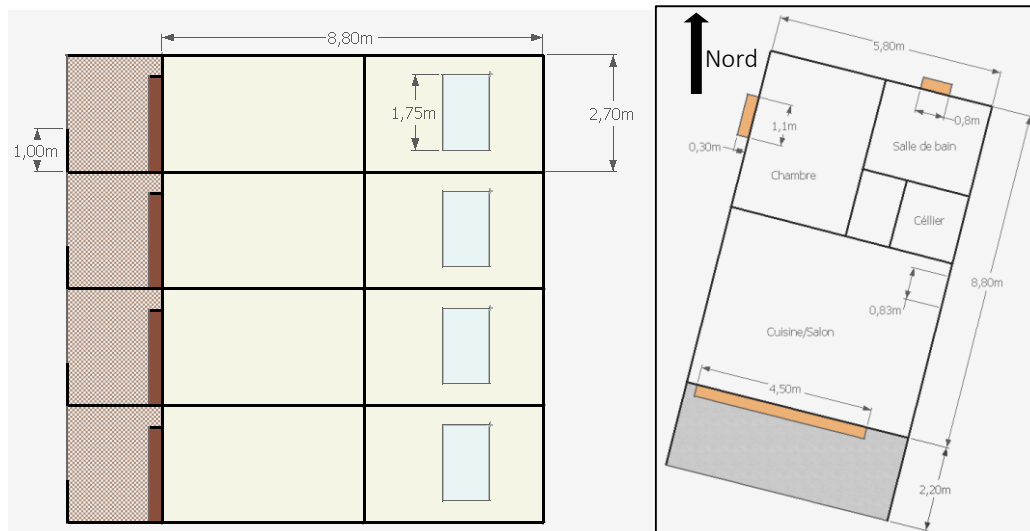 8,80m
1,75m
2,70m
1,00m
Nord
5,80m
0,8m
1,1m
Salle de bain
0,30m
Chambre
Céllier
8,80m
0,83m
Cuisine/Salon
4,50m
2,20m